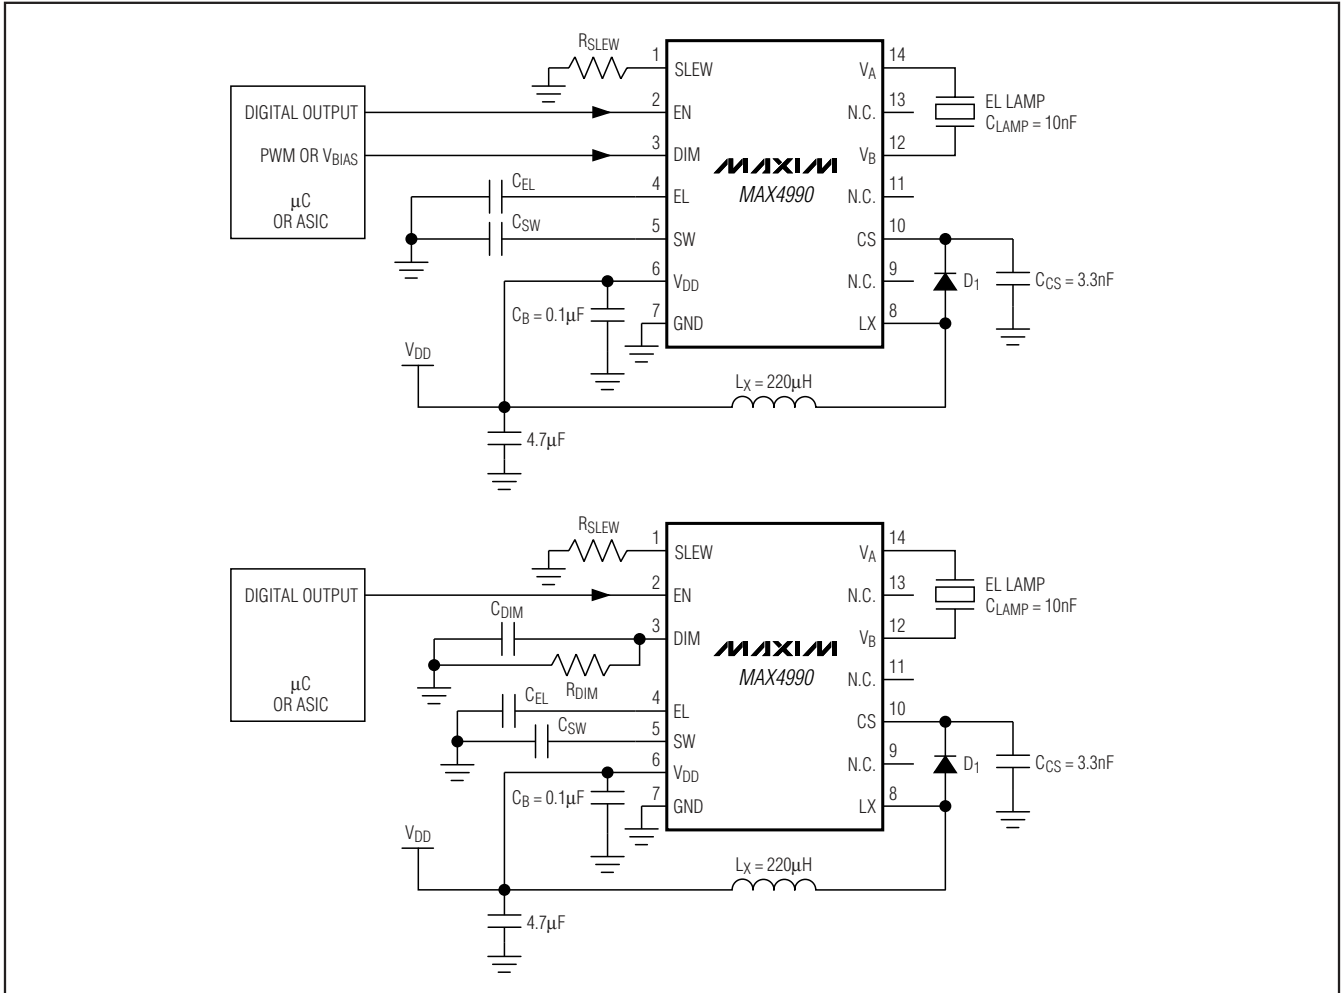 RSLEW
1
SLEW
DIGITAL OUTPUT
2
EN
PWM OR VBIAS
3
DIM
µC
OR ASIC
CEL
4
EL
CSW
5
SW
6
VDD
CB = 0.1µF
7
GND
MAXIM
MAX4990
14
VA
13
N.C.
12
VB
11
N.C.
10
CS
9
N.C.
8
LX
EL LAMP
CLAMP = 10nF
D1
CCS = 3.3nF
VDD
LX = 220µH
4.7µF
RSLEW
1
SLEW
DIGITAL OUTPUT
2
EN
µC
OR ASIC
CDIM
3
DIM
RDIM
CEL
4
EL
CSW
5
SW
6
VDD
CB = 0.1µF
7
GND
MAXIM
MAX4990
14
VA
13
N.C.
12
VB
11
N.C.
10
CS
9
N.C.
8
LX
EL LAMP
CLAMP = 10nF
D1
CCS = 3.3nF
VDD
LX = 220µH
4.7µF